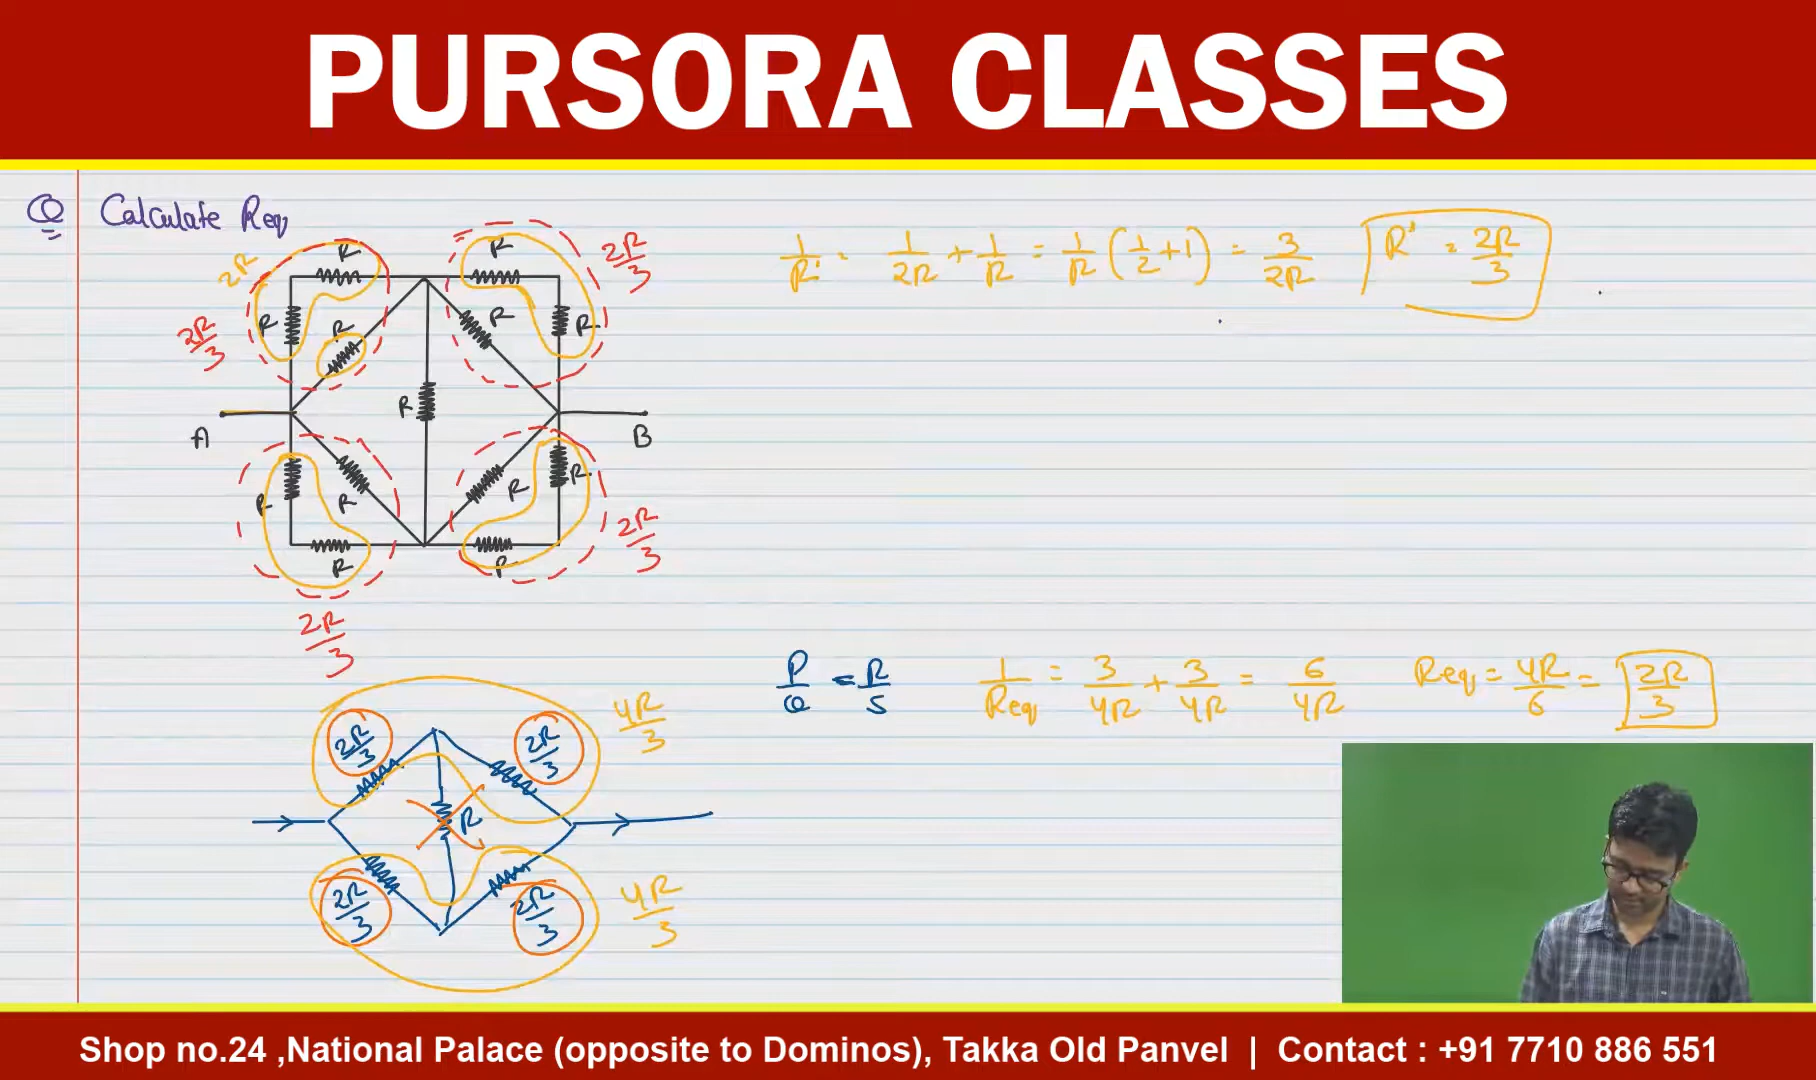 PURSORA CLASSES
Q Calculate Req
R R 2R/3
2R
R R R R
2R/3
R
A B
R R R R
2R/3
R R
2R/3
1/R' = 1/2R + 1/R = 1/R (1/2 + 1) = 3/2R R' = 2R/3
P/Q = R/S 1/Req = 3/4R + 3/4R = 6/4R Req = 4R/6 = 2R/3
2R/3 2R/3 4R/3
R
2R/3 2R/3 4R/3
Shop no.24 ,National Palace (opposite to Dominos), Takka Old Panvel | Contact : +91 7710 886 551